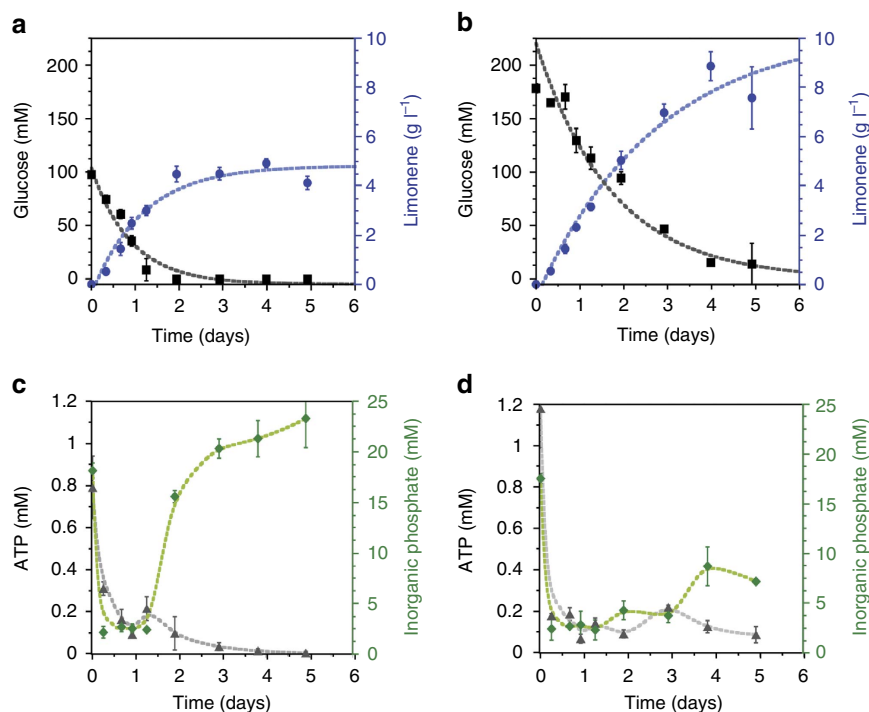 a
b
200
150
100
50
0
Glucose (mM)
10
8
6
4
2
0
Limonene (g l⁻¹)
0 1 2 3 4 5 6
Time (days)
200
150
100
50
0
Glucose (mM)
10
8
6
4
2
0
Limonene (g l⁻¹)
0 1 2 3 4 5 6
Time (days)
c
d
1.2
1
0.8
0.6
0.4
0.2
0
ATP (mM)
25
20
15
10
5
0
Inorganic phosphate (mM)
0 1 2 3 4 5 6
Time (days)
1.2
1
0.8
0.6
0.4
0.2
0
ATP (mM)
25
20
15
10
5
0
Inorganic phosphate (mM)
0 1 2 3 4 5 6
Time (days)